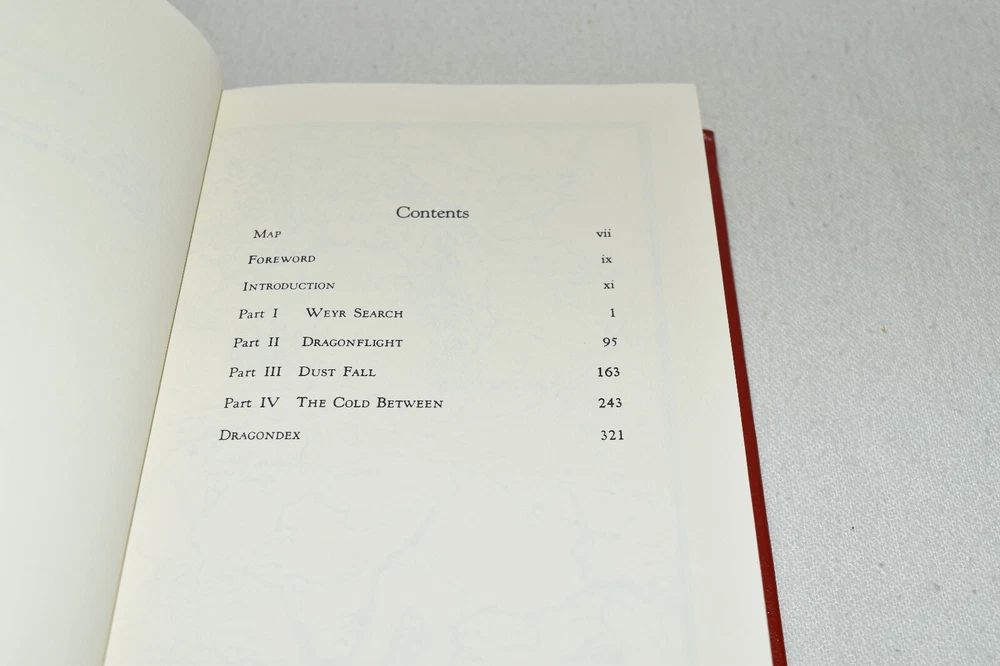 Contents
Map vii
Foreword ix
Introduction xi
Part I Weyr Search 1
Part II Dragonflight 95
Part III Dust Fall 163
Part IV The Cold Between 243
Dragondex 321